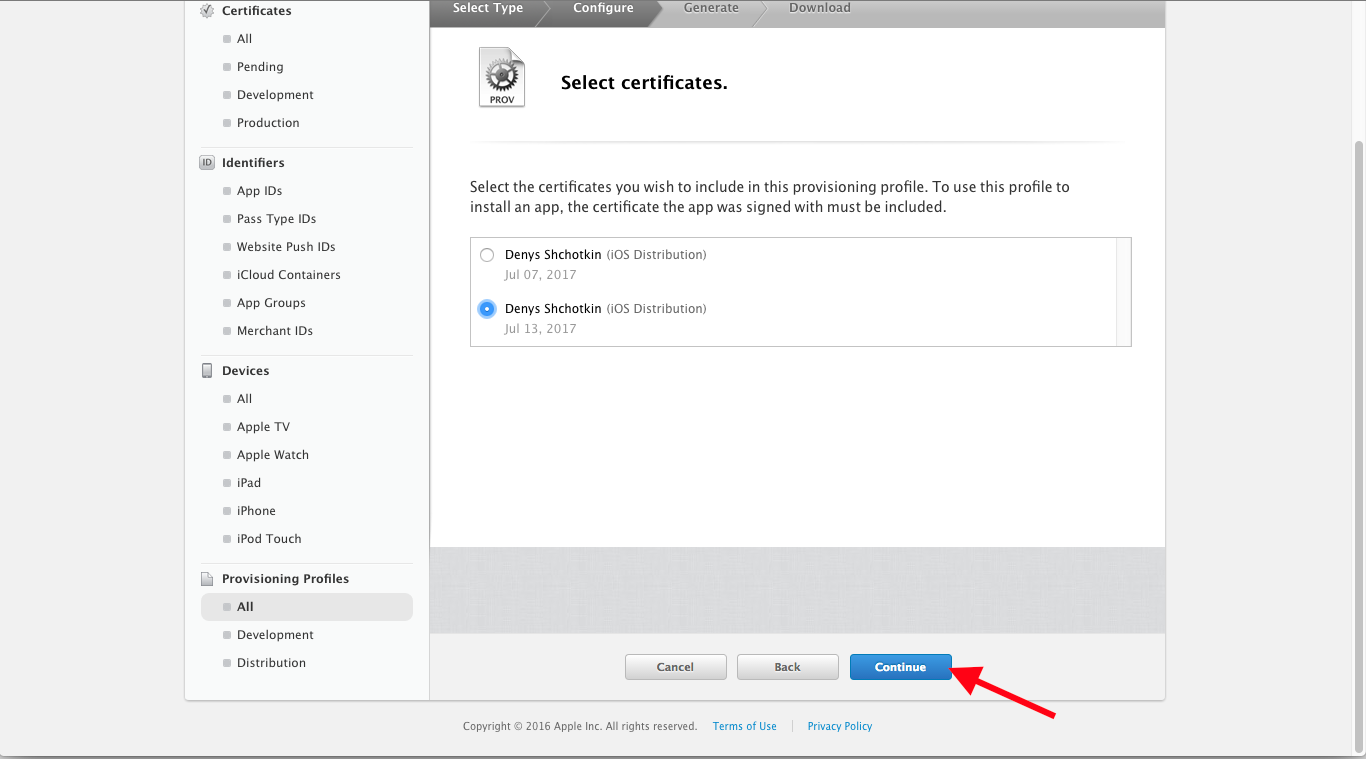 Certificates
All
Pending
Development
Production
ID Identifiers
App IDs
Pass Type IDs
Website Push IDs
iCloud Containers
App Groups
Merchant IDs
Devices
All
Apple TV
Apple Watch
iPad
iPhone
iPod Touch
Provisioning Profiles
All
Development
Distribution
Select Type Configure Generate Download
PROV
Select certificates.
Select the certificates you wish to include in this provisioning profile. To use this profile to
install an app, the certificate the app was signed with must be included.
Denys Shchotkin (iOS Distribution)
Jul 07, 2017
Denys Shchotkin (iOS Distribution)
Jul 13, 2017
Cancel Back Continue
Copyright © 2016 Apple Inc. All rights reserved. Terms of Use Privacy Policy